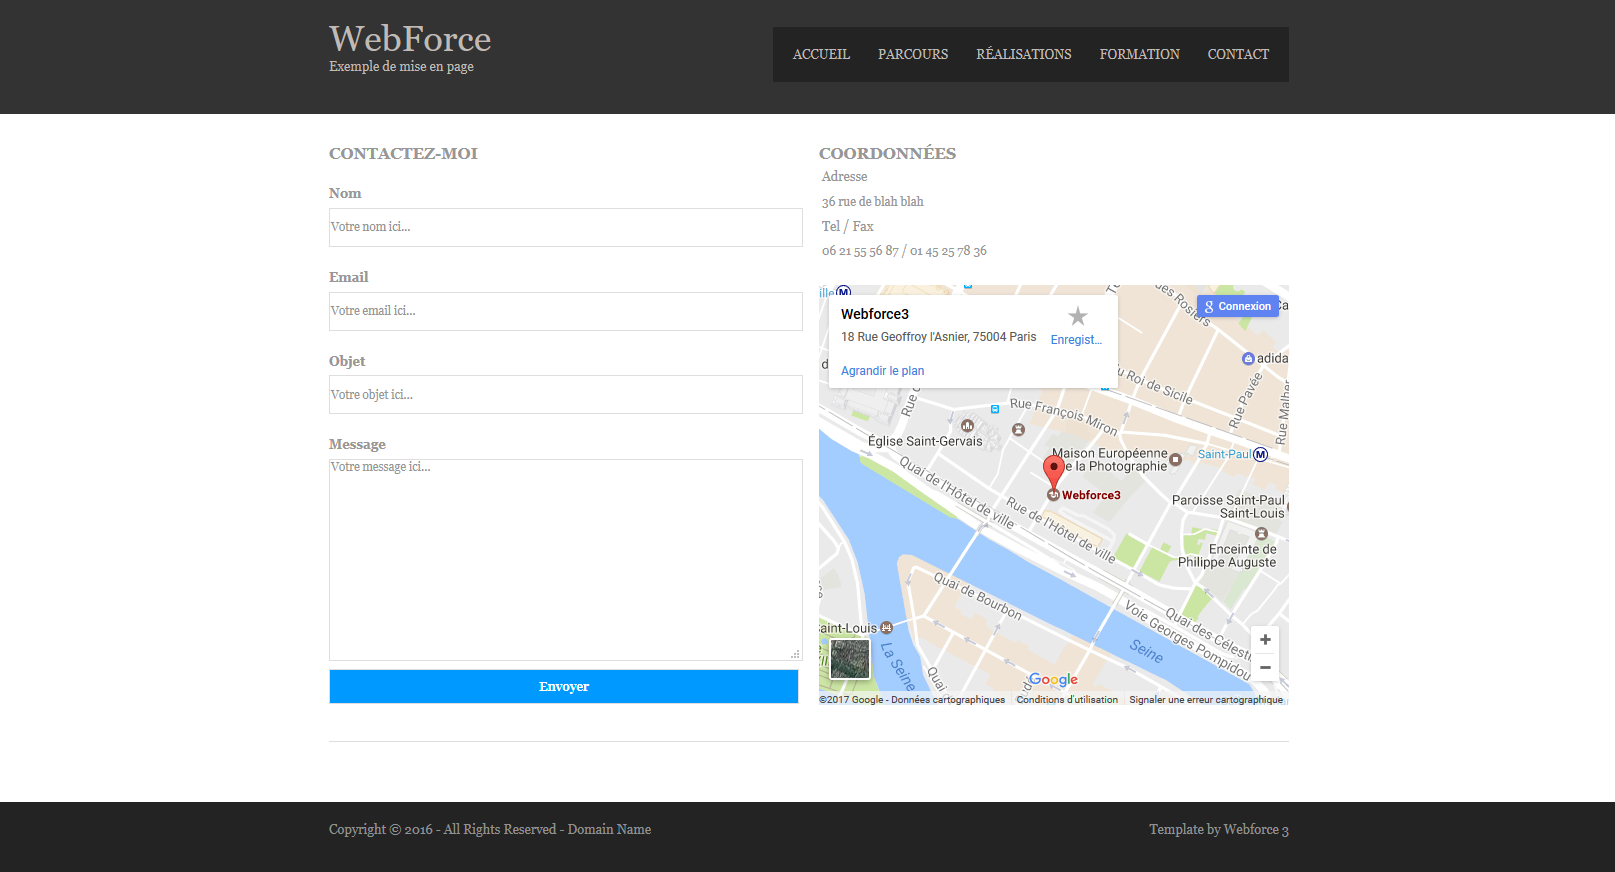 WebForce
Exemple de mise en page
ACCUEIL PARCOURS RÉALISATIONS FORMATION CONTACT
CONTACTEZ-MOI
Nom
Votre nom ici...
Email
Votre email ici...
Objet
Votre objet ici...
Message
Votre message ici...
Envoyer
COORDONNÉES
Adresse
36 rue de blah blah
Tel / Fax
06 21 55 56 87 / 01 45 25 78 36
ille
M
Webforce3
18 Rue Geoffroy l'Asnier, 75004 Paris
Enregist...
Agrandir le plan
des Rosiers
g Connexion
adida
du Roi de Sicile
Rue Pavée
Rue Malher
Rue François Miron
Église Saint-Gervais
Maison Européenne
de la Photographie
Saint-Paul M
Webforce3
Quai de l'Hôtel de ville
Rue de l'Hôtel de ville
Paroisse Saint-Paul
Saint-Louis
Enceinte de
Philippe Auguste
Quai de Bourbon
Voie Georges Pompidou
Quai des Célest
aint-Louis
La Seine
Seine
Quai
+
−
Google
©2017 Google - Données cartographiques Conditions d'utilisation Signaler une erreur cartographique
Copyright © 2016 - All Rights Reserved - Domain Name
Template by Webforce 3